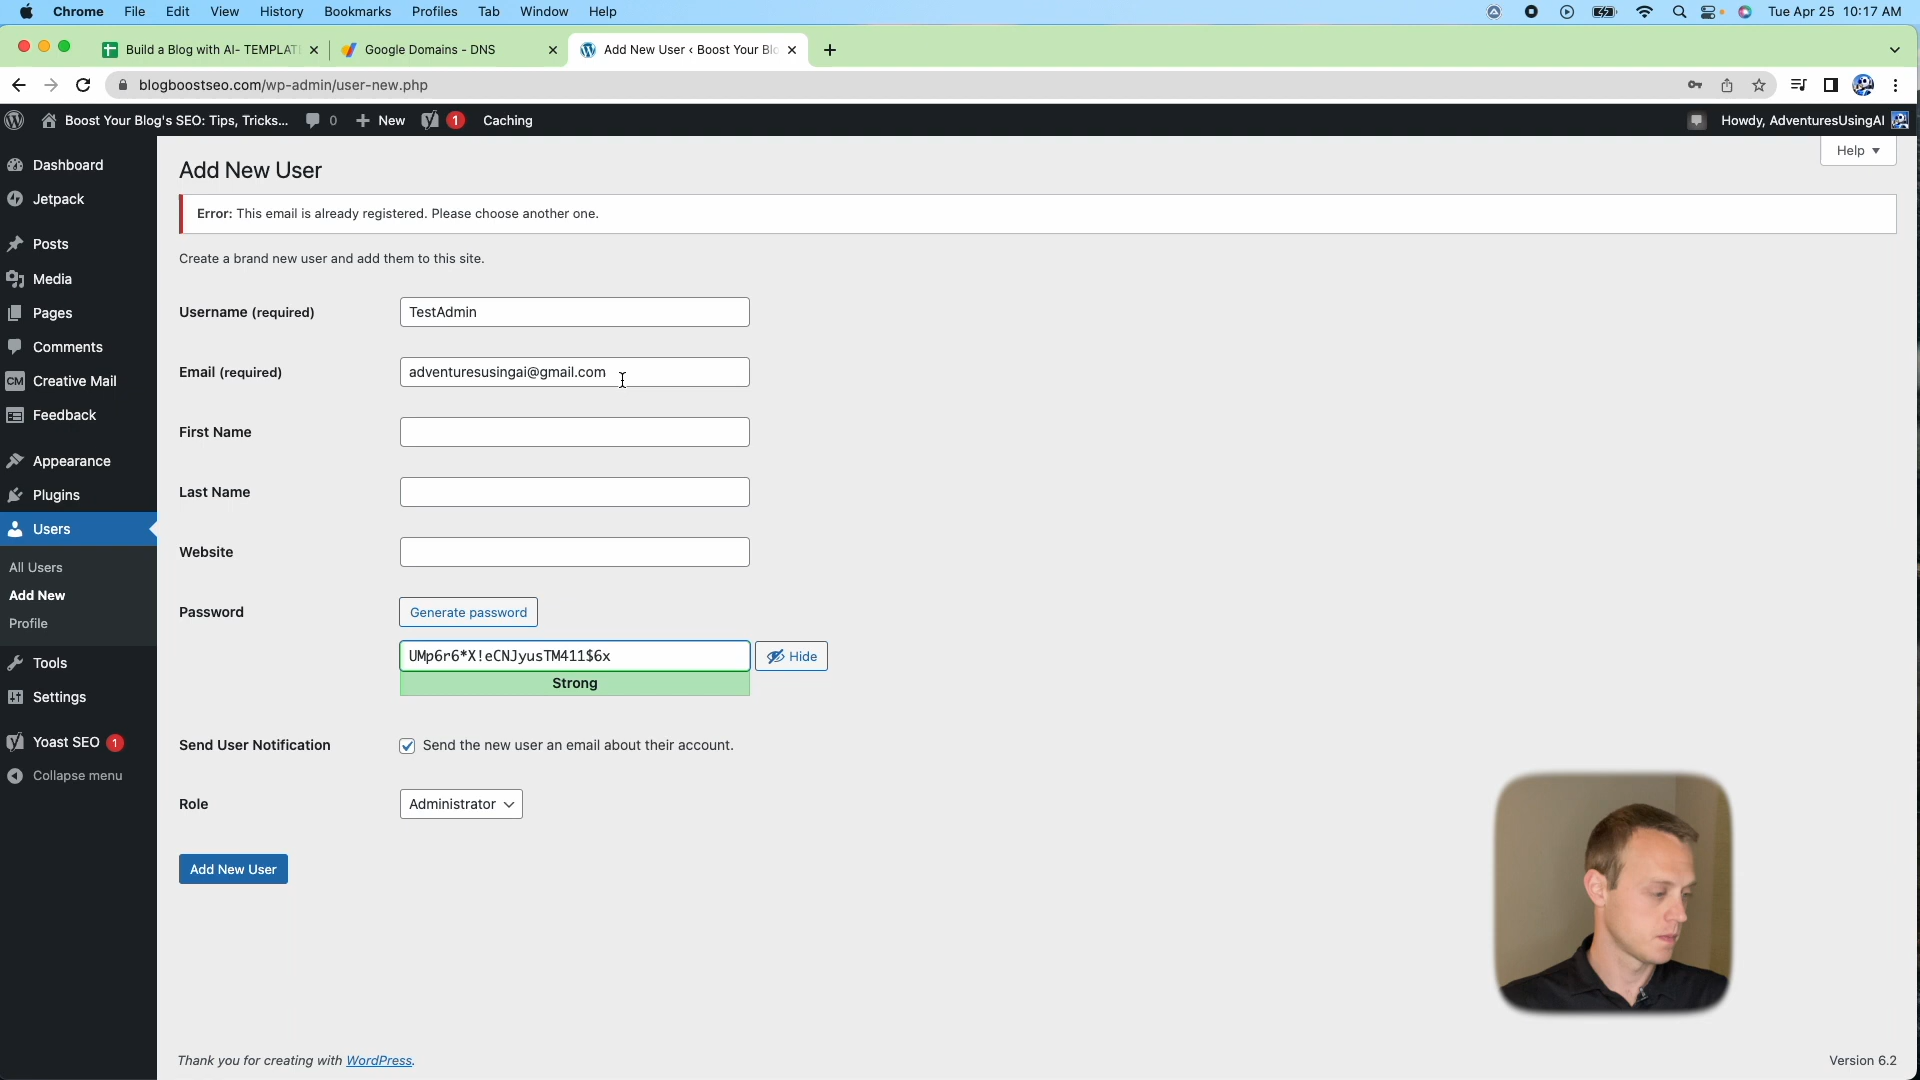 Chrome File Edit View History Bookmarks Profiles Tab Window Help Tue Apr 25 10:17 AM
Build a Blog with AI- TEMPLAT Google Domains - DNS Add New User ‹ Boost Your Blo
blogboostseo.com/wp-admin/user-new.php
Boost Your Blog's SEO: Tips, Tricks... 0 New 1 Caching Howdy, AdventuresUsingAI
Help
Dashboard
Jetpack
Posts
Media
Pages
Comments
CM Creative Mail
Feedback
Appearance
Plugins
Users
All Users
Add New
Profile
Tools
Settings
Yoast SEO 1
Collapse menu
Add New User
Error: This email is already registered. Please choose another one.
Create a brand new user and add them to this site.
Username (required) TestAdmin
Email (required) adventuresusingai@gmail.com
First Name
Last Name
Website
Password Generate password
UMp6r6*X!eCNJyusTM411$6x Hide
Strong
Send User Notification Send the new user an email about their account.
Role Administrator
Add New User
Thank you for creating with WordPress. Version 6.2